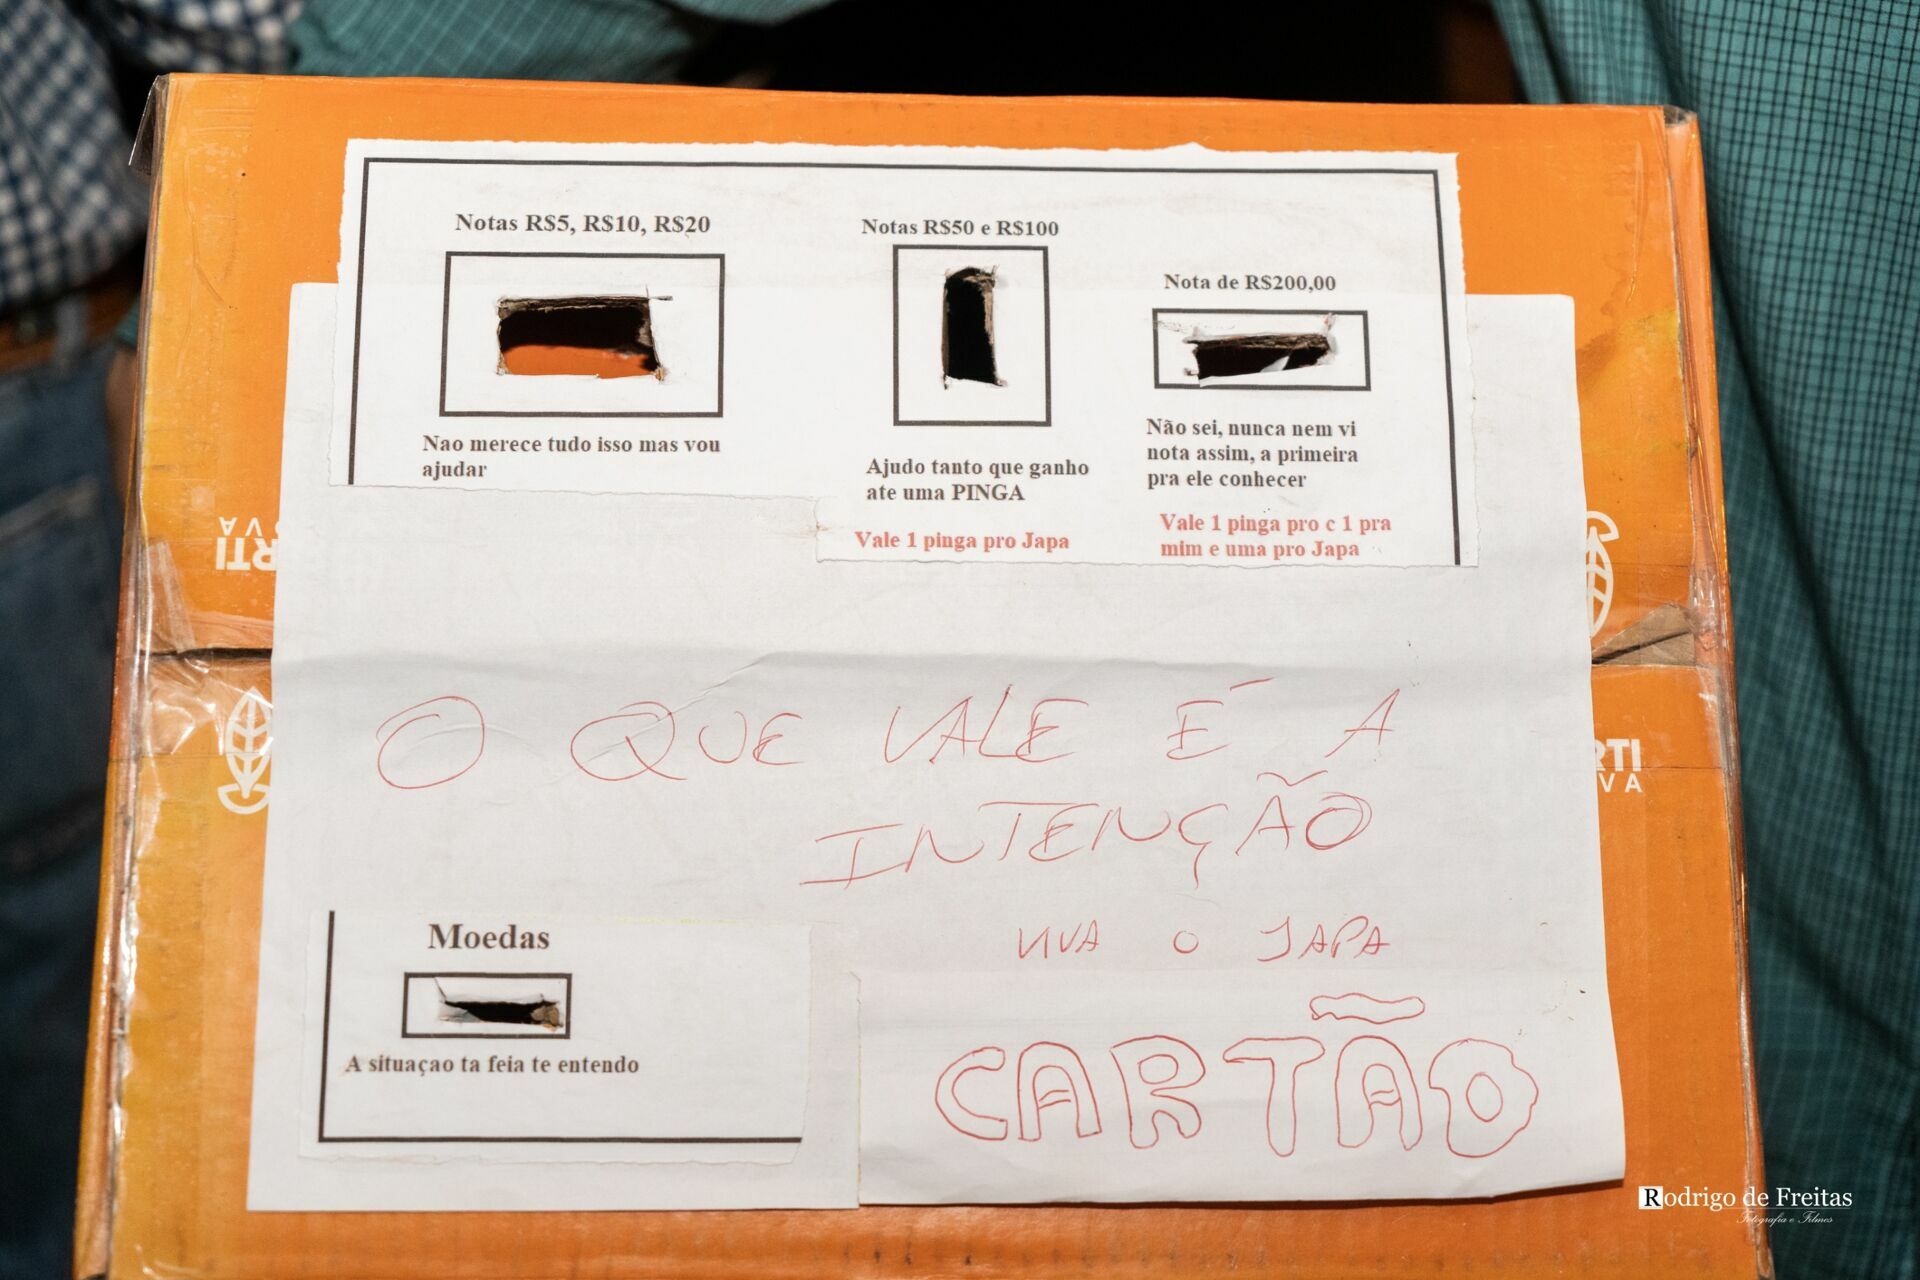 Notas R$5, R$10, R$20
Nao merece tudo isso mas vou
ajudar
Notas R$50 e R$100
Ajudo tanto que ganho
ate uma PINGA
Vale 1 pinga pro Japa
Nota de R$200,00
Não sei, nunca nem vi
nota assim, a primeira
pra ele conhecer
Vale 1 pinga pro c 1 pra
mim e uma pro Japa
O QUE VALE É A
INTENÇÃO
VIVA O JAPA
CARTÃO
Moedas
A situaçao ta feia te entendo
Rodrigo de Freitas
Fotografia e Filmes